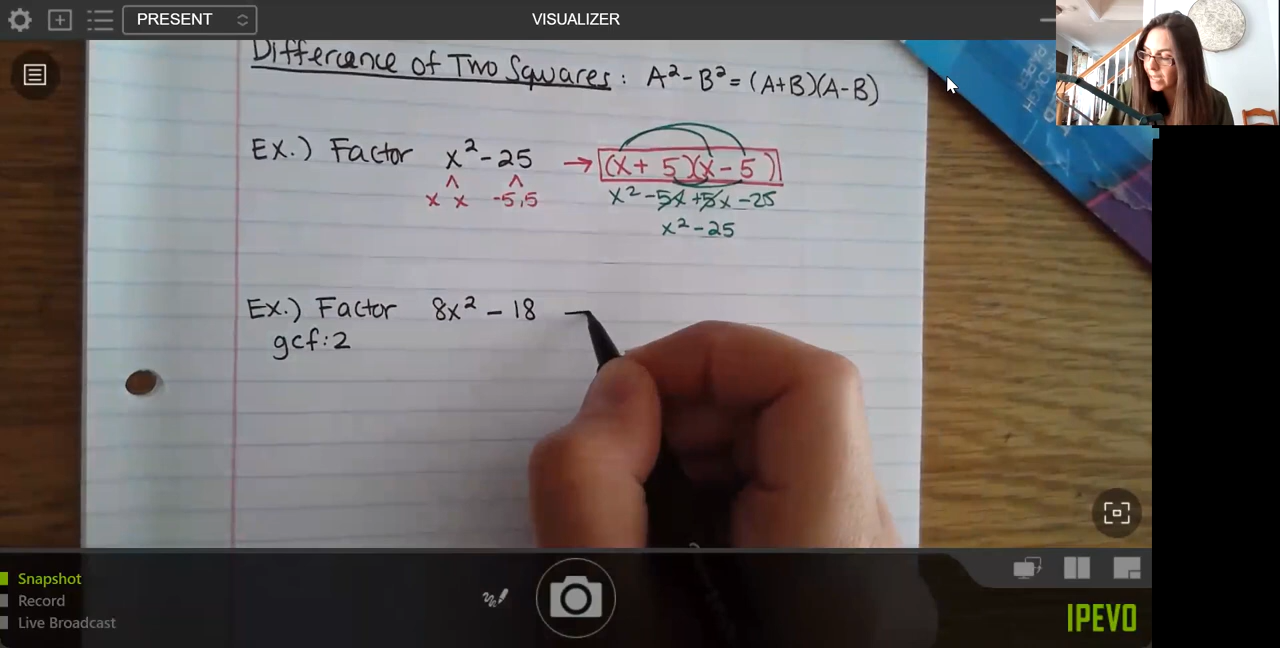 PRESENT
VISUALIZER
Difference of Two Squares: A² - B² = (A+B)(A-B)
Ex.) Factor x² - 25 → (x + 5)(x - 5)
x x -5,5 x² - 5x + 5x - 25
x² - 25
Ex.) Factor 8x² - 18
gcf: 2
Snapshot
Record
Live Broadcast
IPEVO